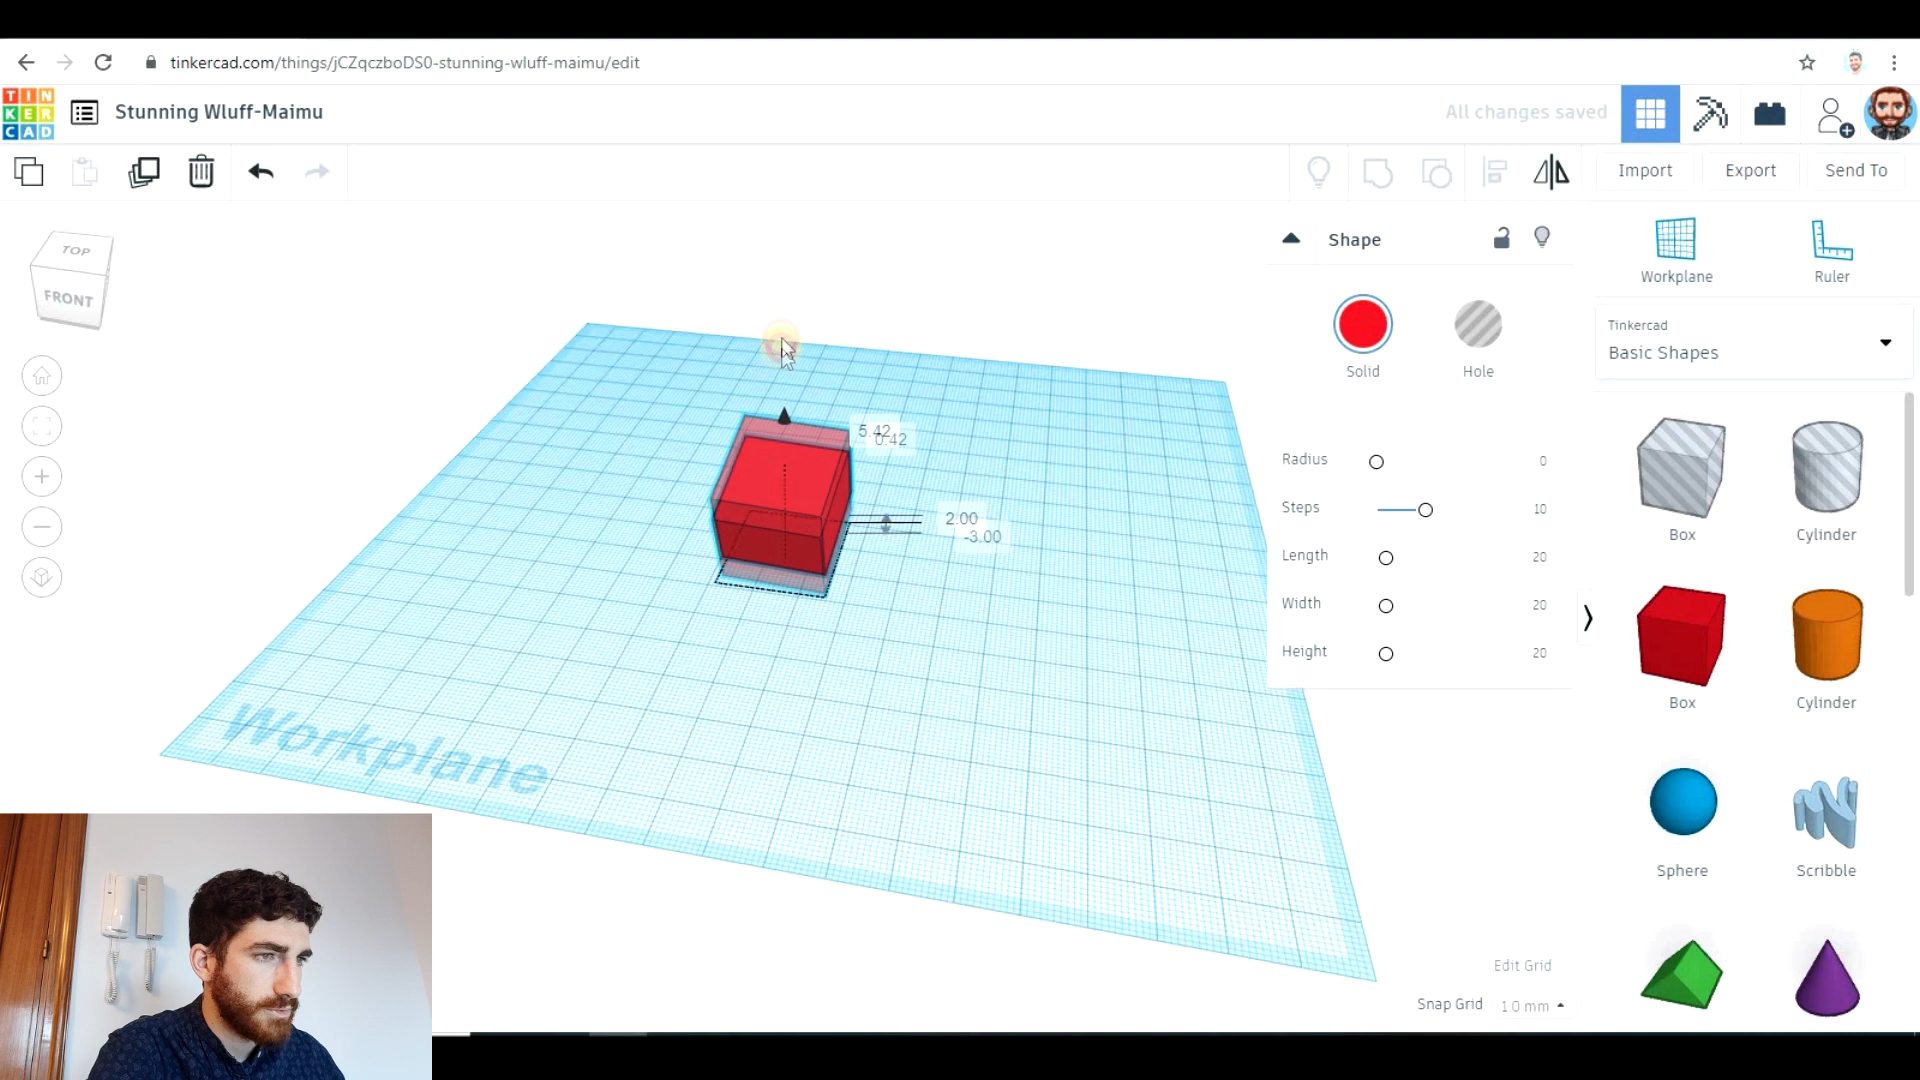 tinkercad.com/things/jCZqczboDS0-stunning-wluff-maimu/edit
TIN
KER
CAD
Stunning Wluff-Maimu
All changes saved
Import
Export
Send To
TOP
FRONT
Shape
Solid
Hole
Workplane
Ruler
Tinkercad
Basic Shapes
5.42
0.42
2.00
-3.00
Radius
0
Steps
10
Length
20
Width
20
Height
20
Box
Cylinder
Box
Cylinder
Sphere
Scribble
Workplane
Edit Grid
Snap Grid
1.0 mm